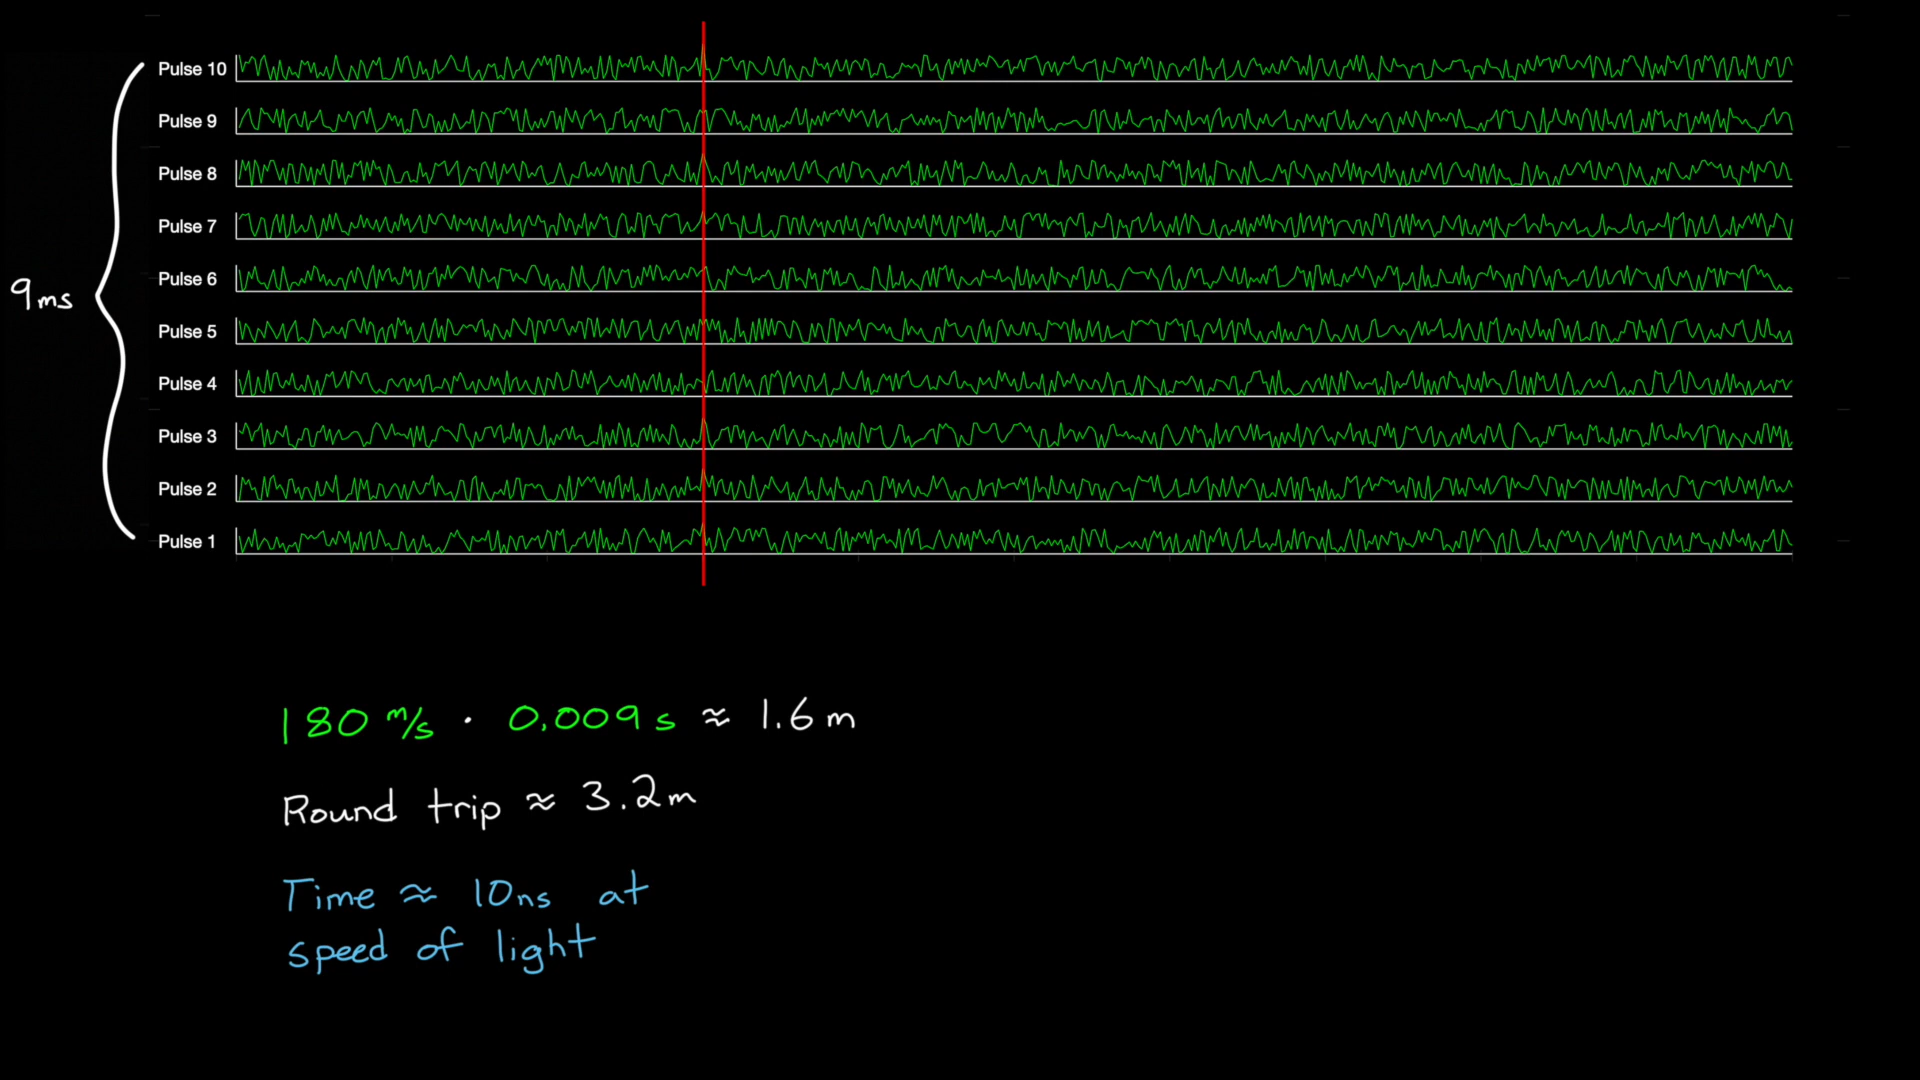 Pulse 10
Pulse 9
Pulse 8
Pulse 7
Pulse 6
Pulse 5
Pulse 4
Pulse 3
Pulse 2
Pulse 1
9ms
180 m/s · 0.009 s ≈ 1.6 m
Round trip ≈ 3.2m
Time ≈ 10ns at
speed of light